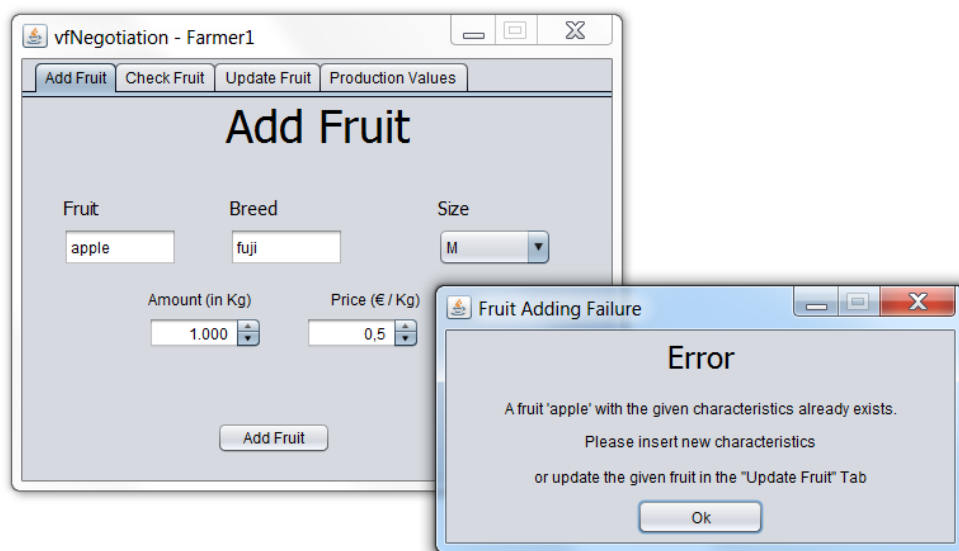 vfNegotiation - Farmer1
Add Fruit Check Fruit Update Fruit Production Values
Add Fruit
Fruit Breed Size
apple fuji M
Amount (in Kg) Price (€ / Kg)
1.000 0,5
Add Fruit
Fruit Adding Failure
Error
A fruit 'apple' with the given characteristics already exists.
Please insert new characteristics
or update the given fruit in the "Update Fruit" Tab
Ok